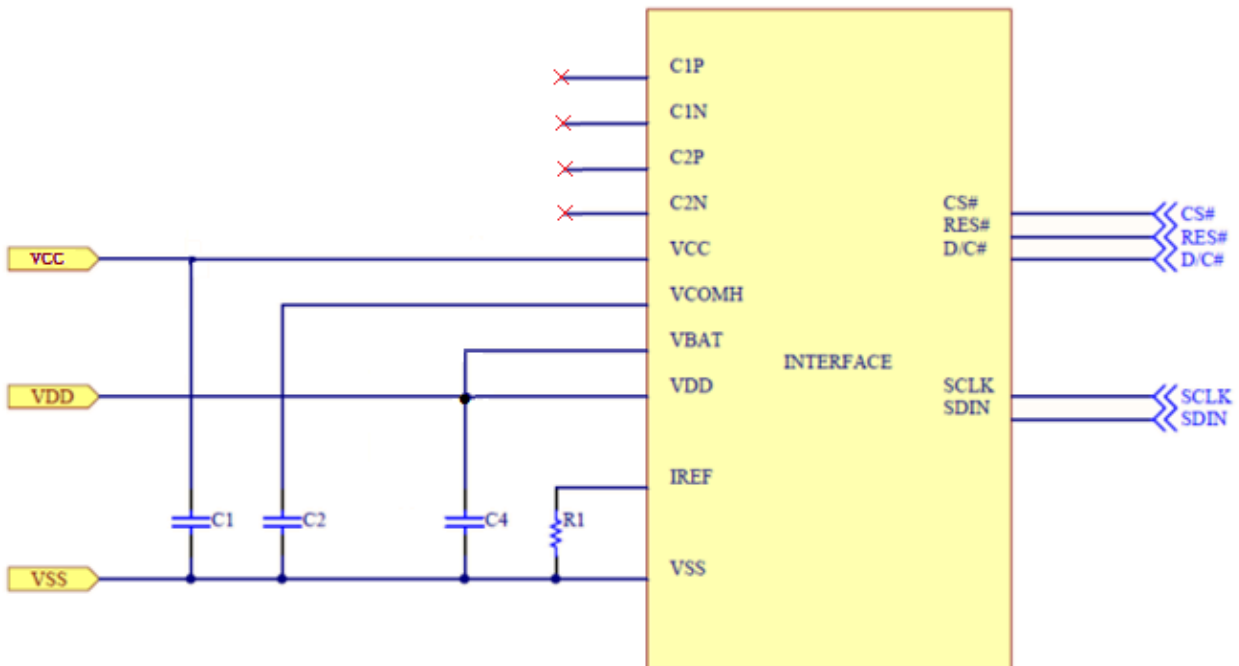 C1P
C1N
C2P
C2N
CS#
CS#
RES#
RES#
VCC
VCC
D/C#
D/C#
VCOMH
VBAT
INTERFACE
VDD
VDD
SCLK
SCLK
SDIN
SDIN
IREF
C1
C2
C4
R1
VSS
VSS